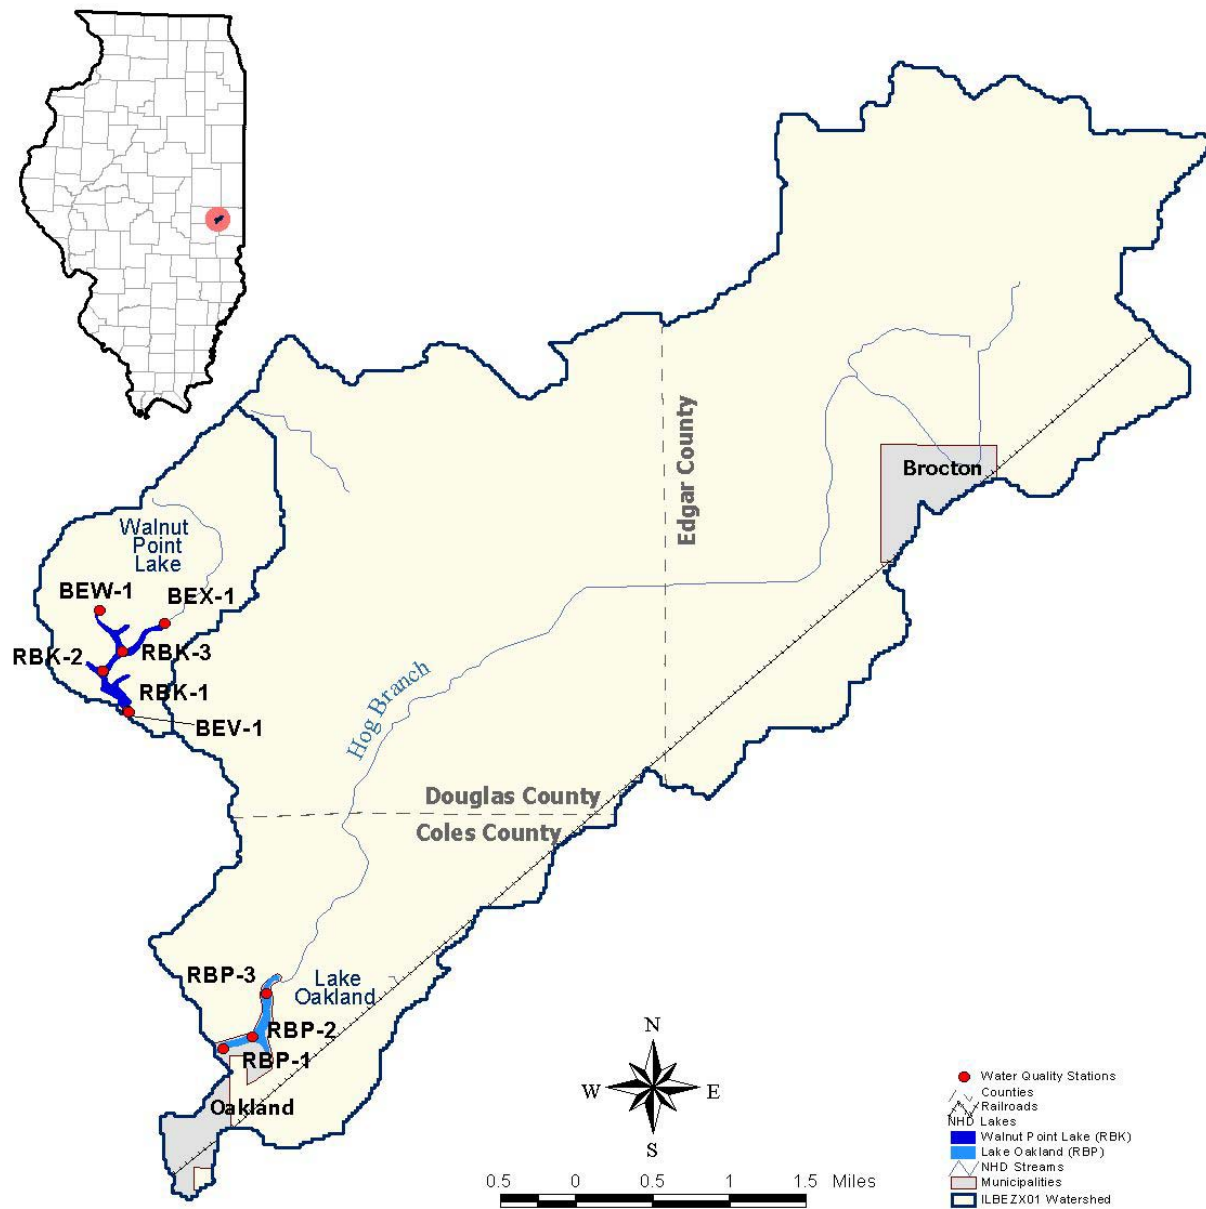 Edgar County
Brocton
Walnut
Point
Lake
BEW-1
BEX-1
RBK-2
RBK-3
RBK-1
BEV-1
Hog Branch
Douglas County
Coles County
RBP-3
Lake
Oakland
RBP-2
RBP-1
Oakland
N
W
E
S
0.5 0 0.5 1 1.5 Miles
Water Quality Stations
Counties
Railroads
NHD Lakes
Walnut Point Lake (RBK)
Lake Oakland (RBP)
NHD Streams
Municipalities
ILBEZX01 Watershed